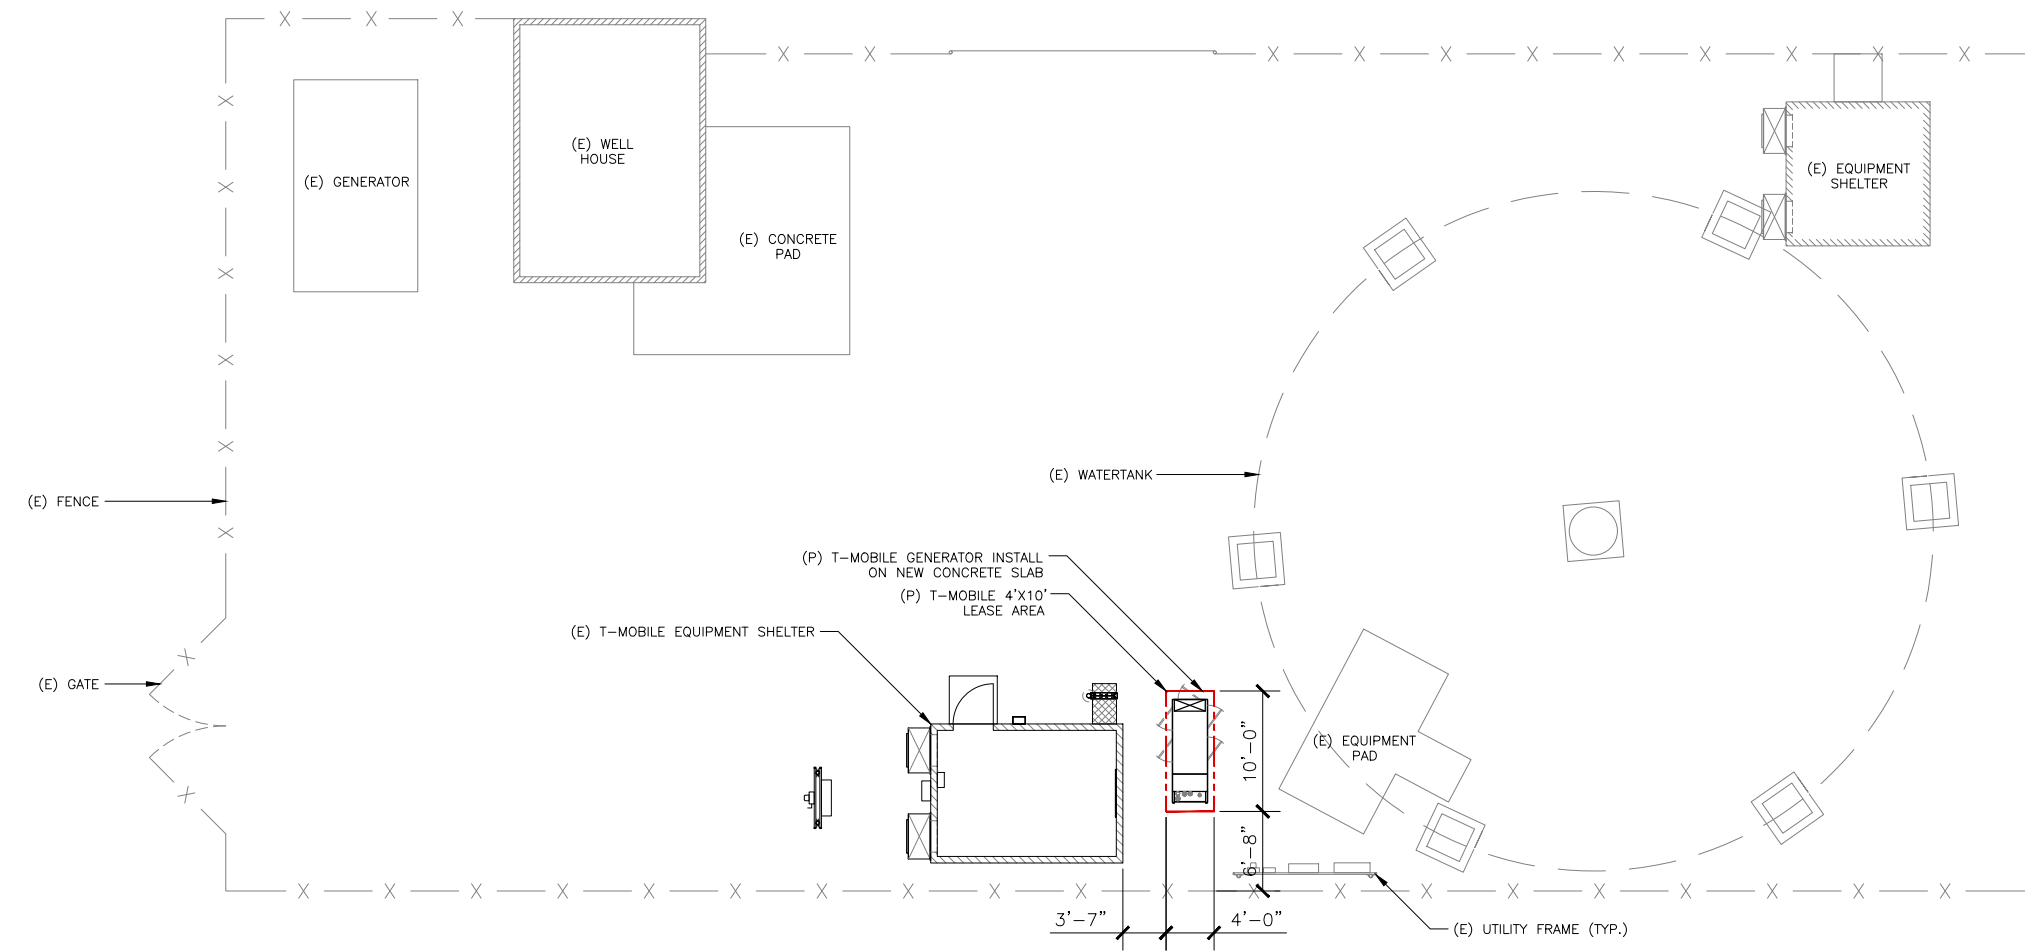 (E) WELL
HOUSE
(E) GENERATOR
(E) CONCRETE
PAD
(E) EQUIPMENT
SHELTER
(E) WATERTANK
(E) FENCE
(P) T-MOBILE GENERATOR INSTALL
ON NEW CONCRETE SLAB
(P) T-MOBILE 4'X10'
LEASE AREA
(E) T-MOBILE EQUIPMENT SHELTER
(E) GATE
10'-0"
(E) EQUIPMENT
PAD
6'-8"
3'-7"
4'-0"
(E) UTILITY FRAME (TYP.)